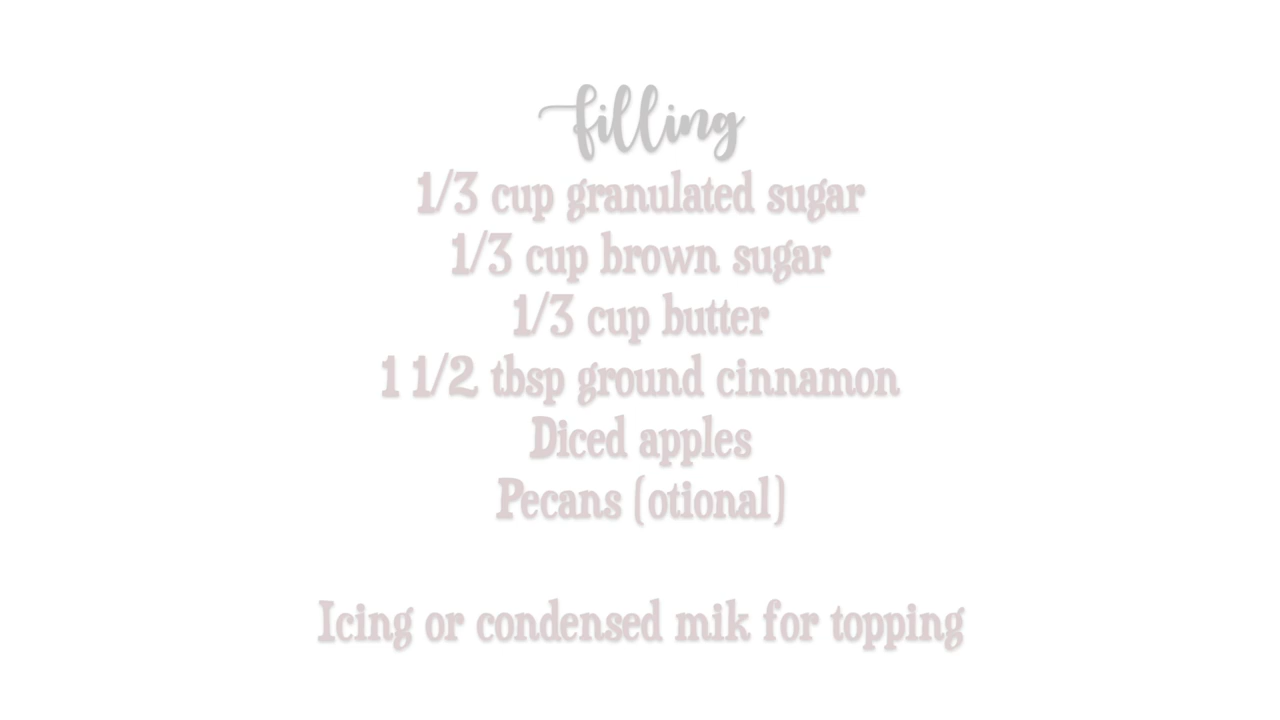 filling
1/3 cup granulated sugar
1/3 cup brown sugar
1/3 cup butter
1 1/2 tbsp ground cinnamon
Diced apples
Pecans (otional)
Icing or condensed mik for topping